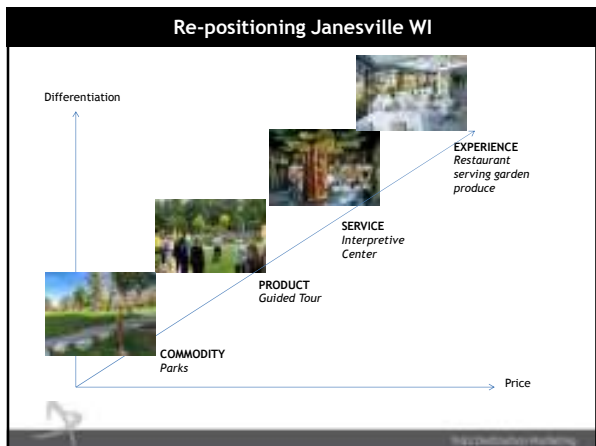 Re-positioning Janesville WI
Differentiation
EXPERIENCE
Restaurant
serving garden
produce
SERVICE
Interpretive
Center
PRODUCT
Guided Tour
COMMODITY
Parks
Price